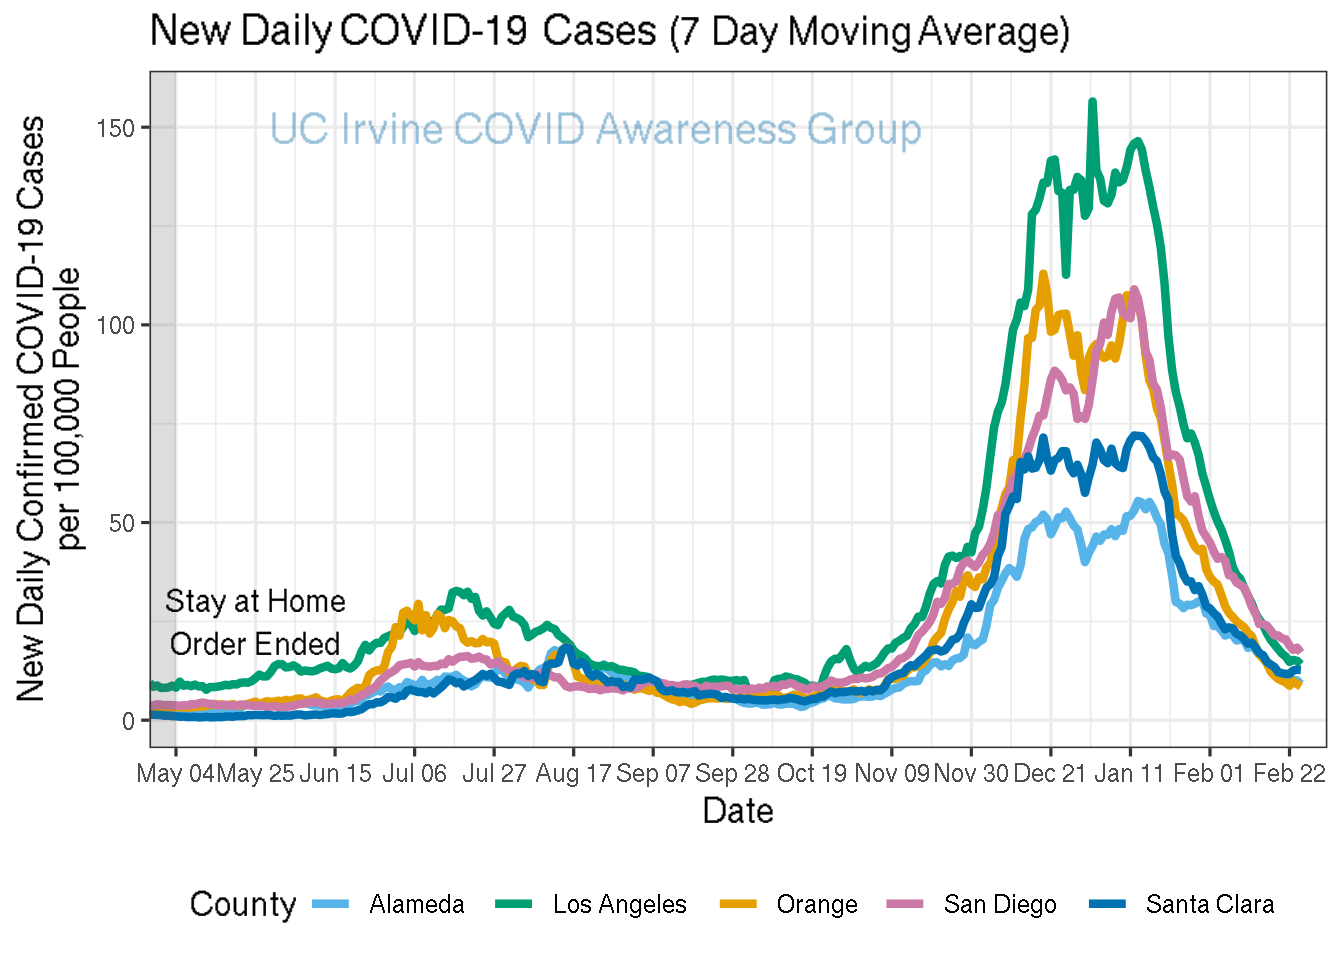 New Daily COVID-19 Cases (7 Day Moving Average)
UC Irvine COVID Awareness Group
New Daily Confirmed COVID-19 Cases
per 100,000 People
150
100
50
0
Stay at Home
Order Ended
May 04 May 25 Jun 15 Jul 06 Jul 27 Aug 17 Sep 07 Sep 28 Oct 19 Nov 09 Nov 30 Dec 21 Jan 11 Feb 01 Feb 22
Date
County Alameda Los Angeles Orange San Diego Santa Clara